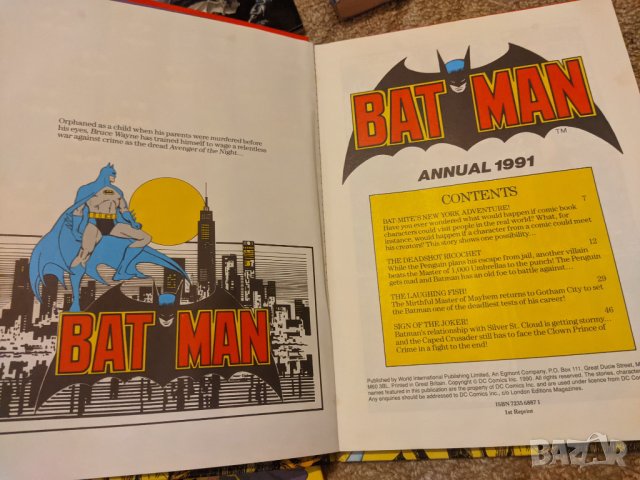 Orphaned as a child when his parents were murdered before
his eyes, Bruce Wayne has trained himself to wage a relentless
war against crime as the dread Avenger of the Night...
BAT MAN
BAT MAN
TM
ANNUAL 1991
CONTENTS
BAT-MITE'S NEW YORK ADVENTURE! 7
Have you ever wondered what would happen if comic book
characters could visit people in the real world? What, for
instance, would happen if a character from a comic could meet
his creators? This story shows one possibility...
THE DEADSHOT RICOCHET 12
While the Penguin plans his escape from jail, another villain
beats the Master of 1,000 Umbrellas to the punch! The Penguin
gets mad and Batman has an old foe to battle against...
THE LAUGHING FISH! 29
The Mirthful Master of Mayhem returns to Gotham City to set
the Batman one of the deadliest tests of his career!
SIGN OF THE JOKER! 46
Batman's relationship with Silver St. Cloud is getting stormy...
and the Caped Crusader still has to face the Clown Prince of
Crime in a fight to the end!
Published by World International Publishing Limited, An Egmont Company, P.O. Box 111, Great Ducie Street, M
M60 3BL. Printed in Great Britain. Copyright © DC Comics Inc. 1990. All rights reserved. The stories, character
names featured in this publication are the property of DC Comics Inc. and are used under licence from DC Com
Any enquiries should be addressed to DC Comics Inc., c/o London Editions Magazines.
ISBN 7235 6887 1
1st Reprint
BAZAR
bg